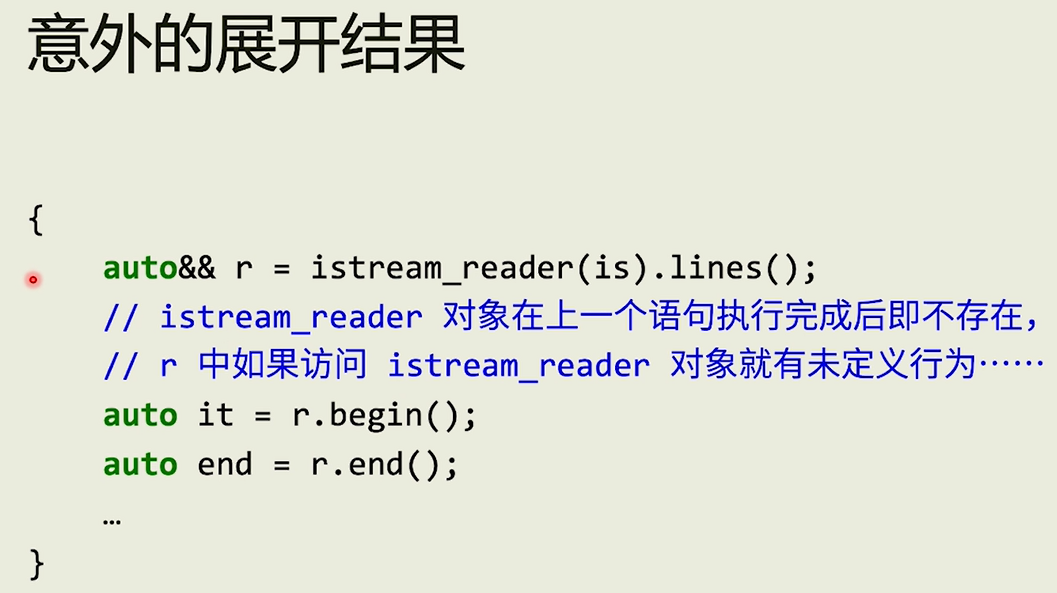 意外的展开结果
{
auto&& r = istream_reader(is).lines();
// istream_reader 对象在上一个语句执行完成后即不存在，
// r 中如果访问 istream_reader 对象就有未定义行为……
auto it = r.begin();
auto end = r.end();
…
}